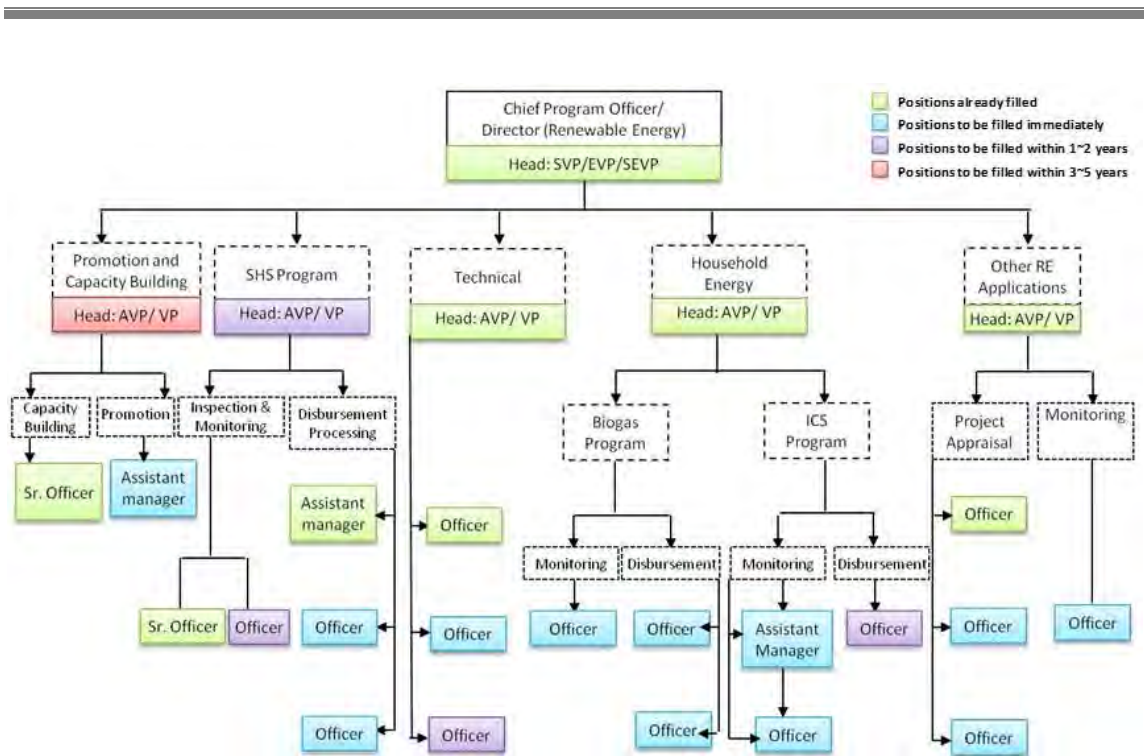 Chief Program Officer/
Director (Renewable Energy)
Head: SVP/EVP/SEVP
Positions already filled
Positions to be filled immediately
Positions to be filled within 1~2 years
Positions to be filled within 3~5 years
Promotion and
Capacity Building
Head: AVP/ VP
SHS Program
Head: AVP/ VP
Technical
Head: AVP/ VP
Household
Energy
Head: AVP/ VP
Other RE
Applications
Head: AVP/ VP
Capacity
Building
Promotion
Inspection &
Monitoring
Disbursement
Processing
Biogas
Program
ICS
Program
Project
Appraisal
Monitoring
Sr. Officer
Assistant
manager
Assistant
manager
Officer
Officer
Monitoring
Disbursement
Monitoring
Disbursement
Sr. Officer
Officer
Officer
Officer
Officer
Officer
Assistant
Manager
Officer
Officer
Officer
Officer
Officer
Officer
Officer
Officer